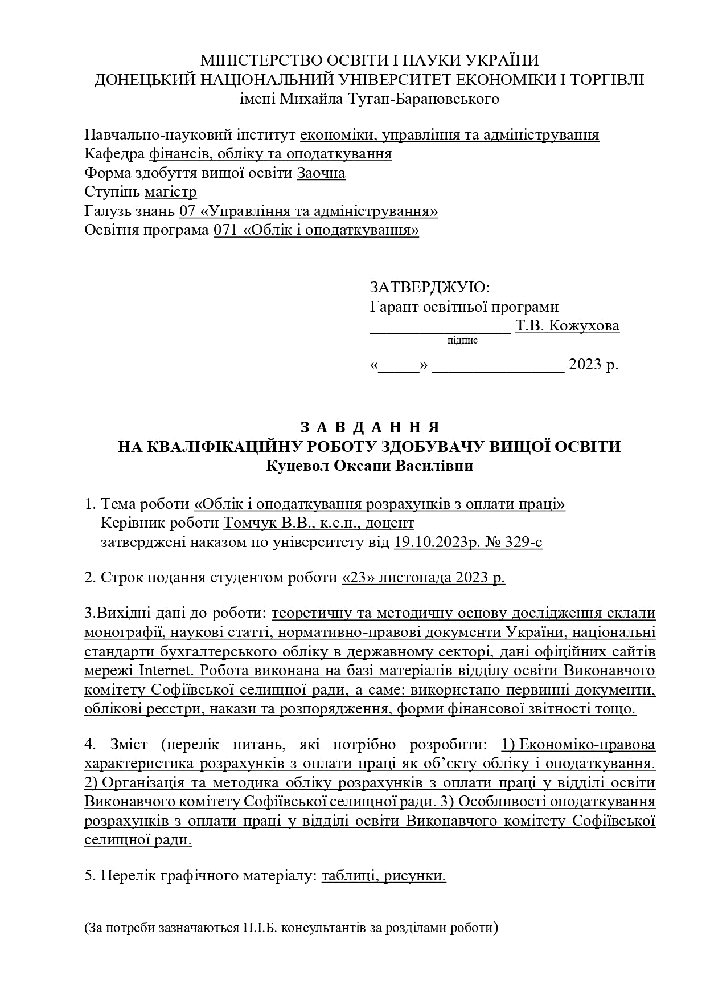 МІНІСТЕРСТВО ОСВІТИ І НАУКИ УКРАЇНИ
ДОНЕЦЬКИЙ НАЦІОНАЛЬНИЙ УНІВЕРСИТЕТ ЕКОНОМІКИ І ТОРГІВЛІ
імені Михайла Туган-Барановського
Навчально-науковий інститут економіки, управління та адміністрування
Кафедра фінансів, обліку та оподаткування
Форма здобуття вищої освіти Заочна
Ступінь магістр
Галузь знань 07 «Управління та адміністрування»
Освітня програма 071 «Облік і оподаткування»
ЗАТВЕРДЖУЮ:
Гарант освітньої програми
_________________ Т.В. Кожухова
підпис
«_____» ________________ 2023 р.
З А В Д А Н Н Я
НА КВАЛІФІКАЦІЙНУ РОБОТУ ЗДОБУВАЧУ ВИЩОЇ ОСВІТИ
Куцевол Оксани Василівни
1. Тема роботи «Облік і оподаткування розрахунків з оплати праці»
Керівник роботи Томчук В.В., к.е.н., доцент
затверджені наказом по університету від 19.10.2023р. № 329-с
2. Строк подання студентом роботи «23» листопада 2023 р.
3.Вихідні дані до роботи: теоретичну та методичну основу дослідження склали
монографії, наукові статті, нормативно-правові документи України, національні
стандарти бухгалтерського обліку в державному секторі, дані офіційних сайтів
мережі Internet. Робота виконана на базі матеріалів відділу освіти Виконавчого
комітету Софіївської селищної ради, а саме: використано первинні документи,
облікові реєстри, накази та розпорядження, форми фінансової звітності тощо.
4. Зміст (перелік питань, які потрібно розробити: 1) Економіко-правова
характеристика розрахунків з оплати праці як об’єкту обліку і оподаткування.
2) Організація та методика обліку розрахунків з оплати праці у відділі освіти
Виконавчого комітету Софіївської селищної ради. 3) Особливості оподаткування
розрахунків з оплати праці у відділі освіти Виконавчого комітету Софіївської
селищної ради.
5. Перелік графічного матеріалу: таблиці, рисунки.
(За потреби зазначаються П.І.Б. консультантів за розділами роботи)